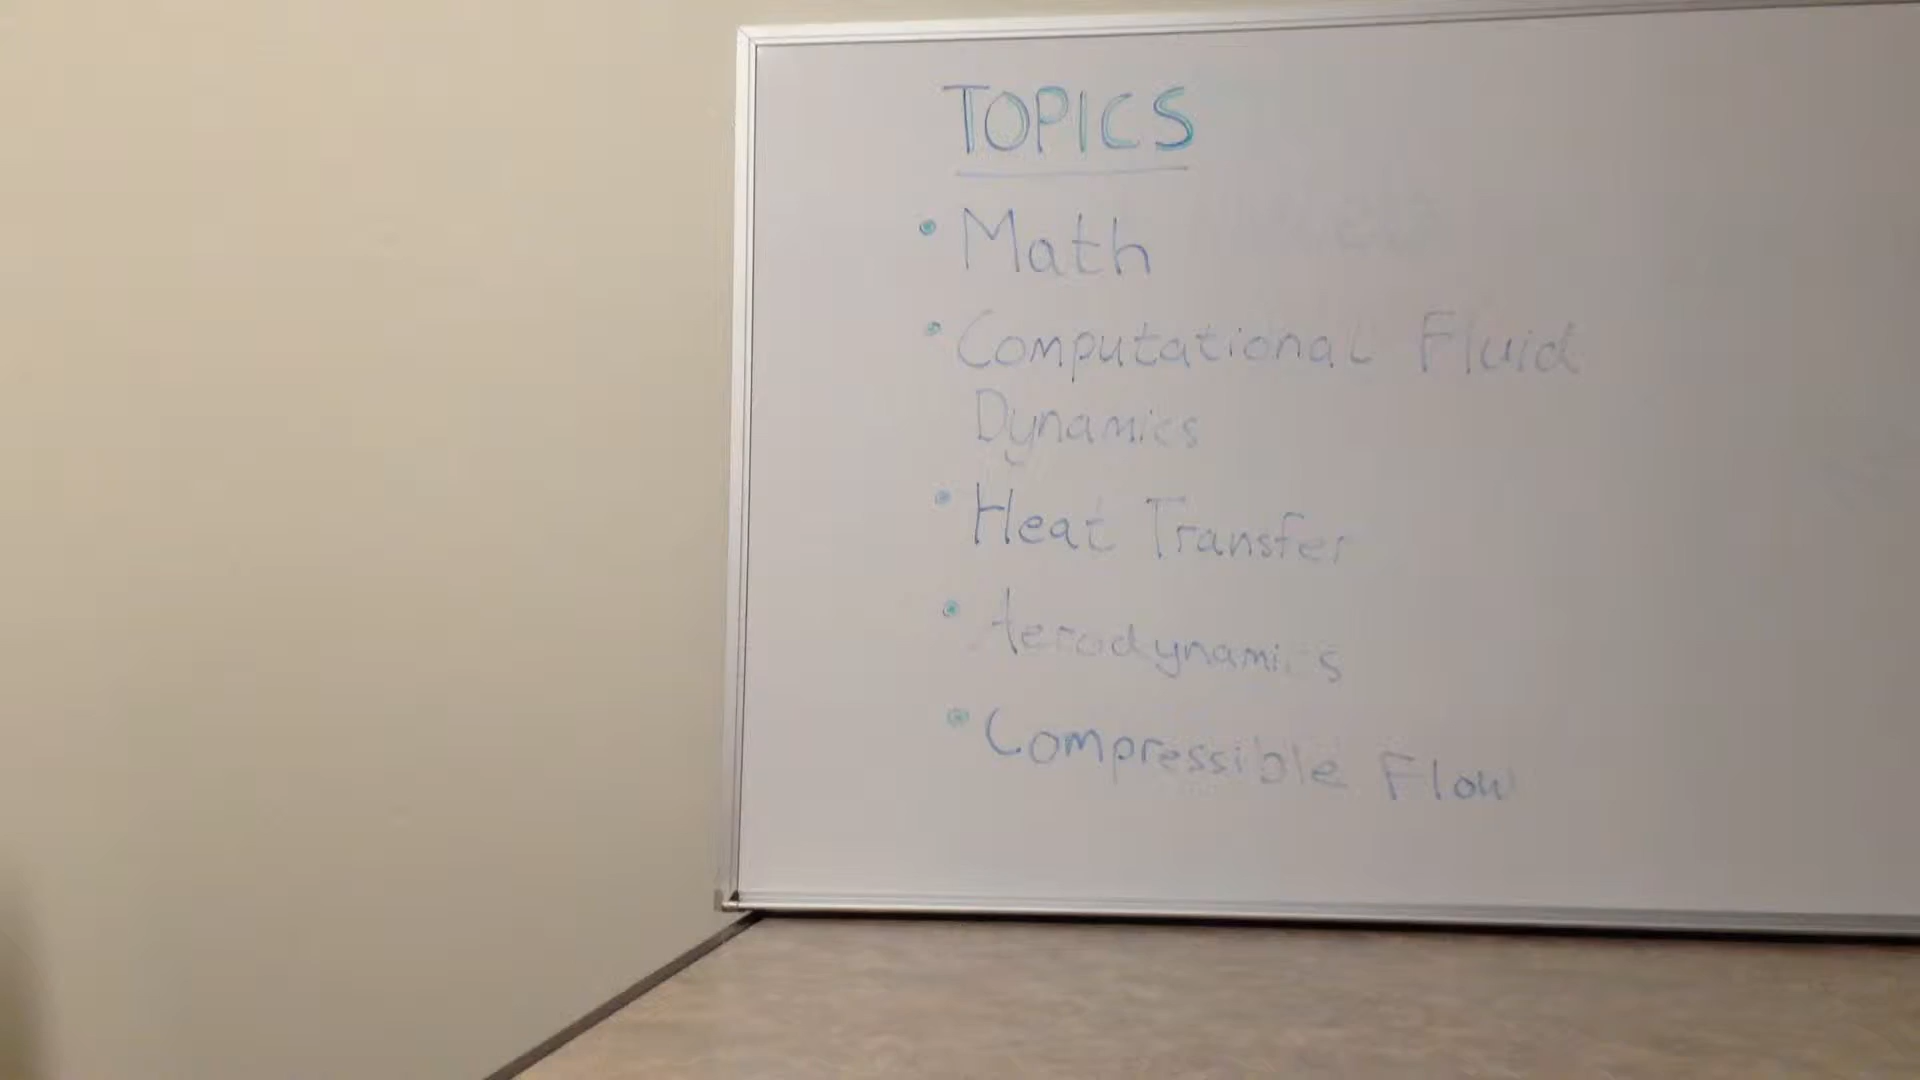 TOPICS
• Math
• Computational Fluid
Dynamics
• Heat Transfer
• Aerodynamics
• Compressible Flow